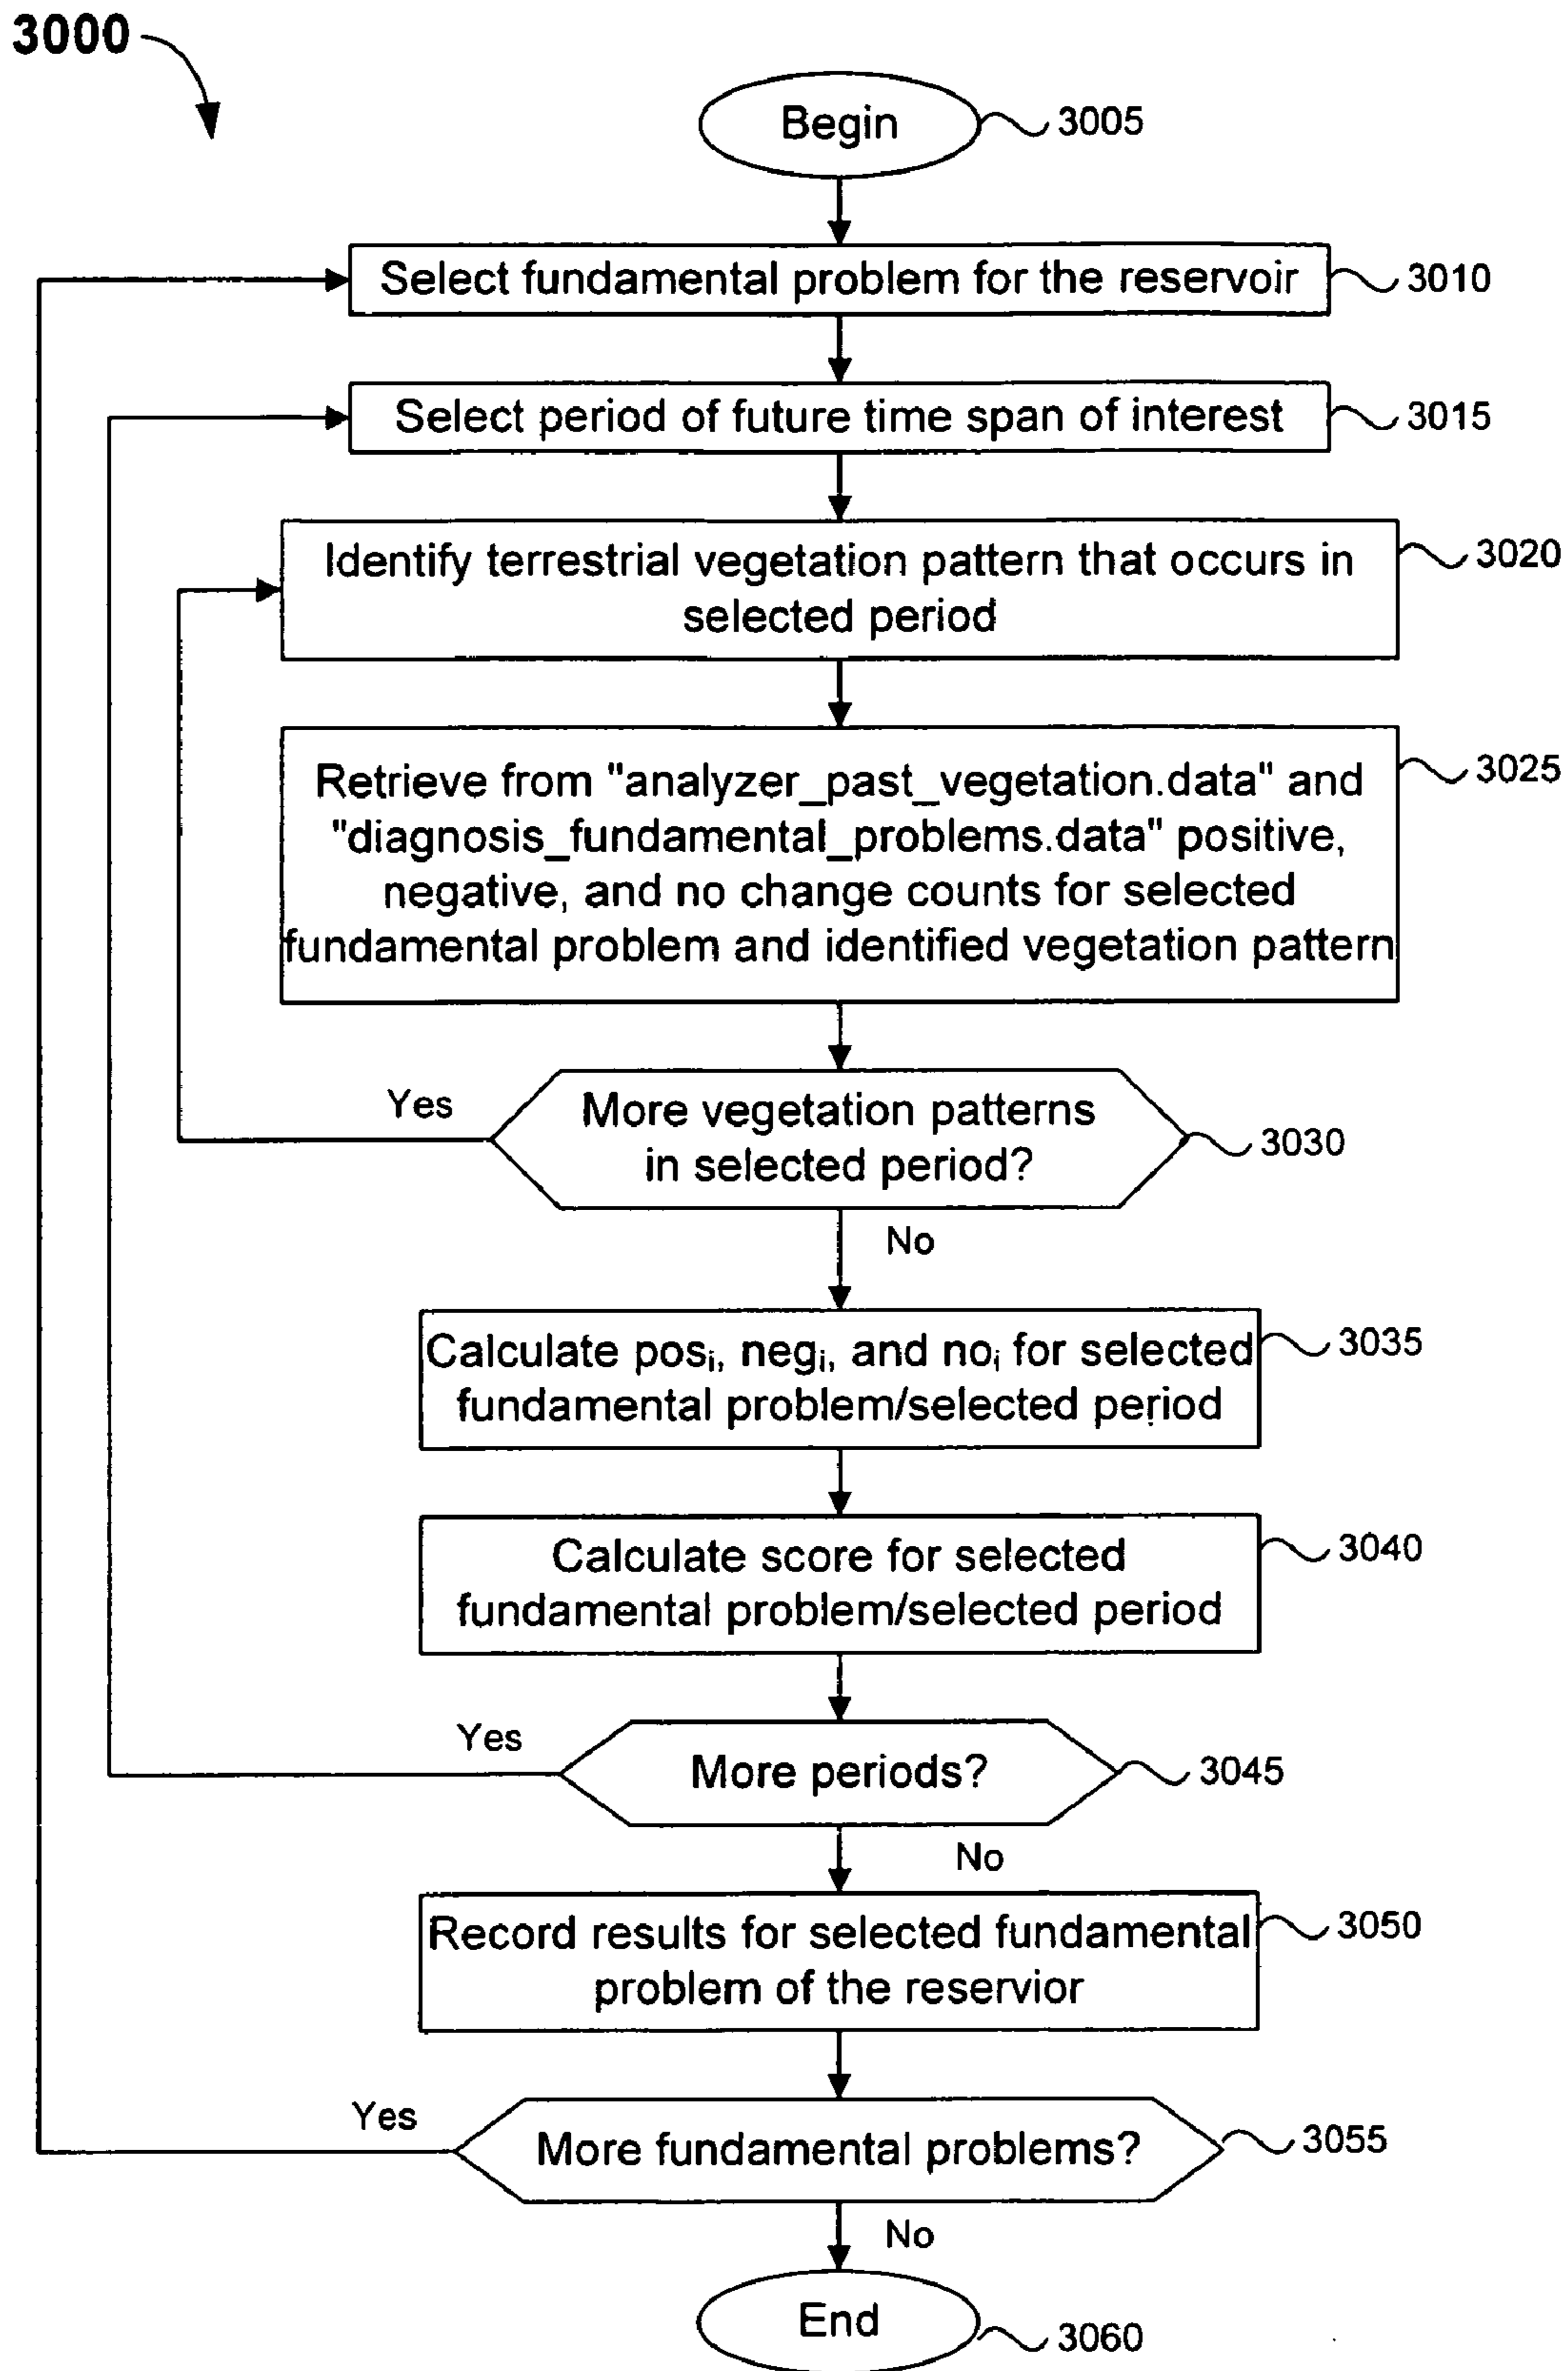 3000
Begin
3005
Select fundamental problem for the reservoir
3010
Select period of future time span of interest
3015
Identify terrestrial vegetation pattern that occurs in
selected period
3020
Retrieve from "analyzer_past_vegetation.data" and
"diagnosis_fundamental_problems.data" positive,
negative, and no change counts for selected
fundamental problem and identified vegetation pattern
3025
Yes
More vegetation patterns
in selected period?
3030
No
Calculate posᵢ, negᵢ, and noᵢ for selected
fundamental problem/selected period
3035
Calculate score for selected
fundamental problem/selected period
3040
Yes
More periods?
3045
No
Record results for selected fundamental
problem of the reservior
3050
Yes
More fundamental problems?
3055
No
End
3060